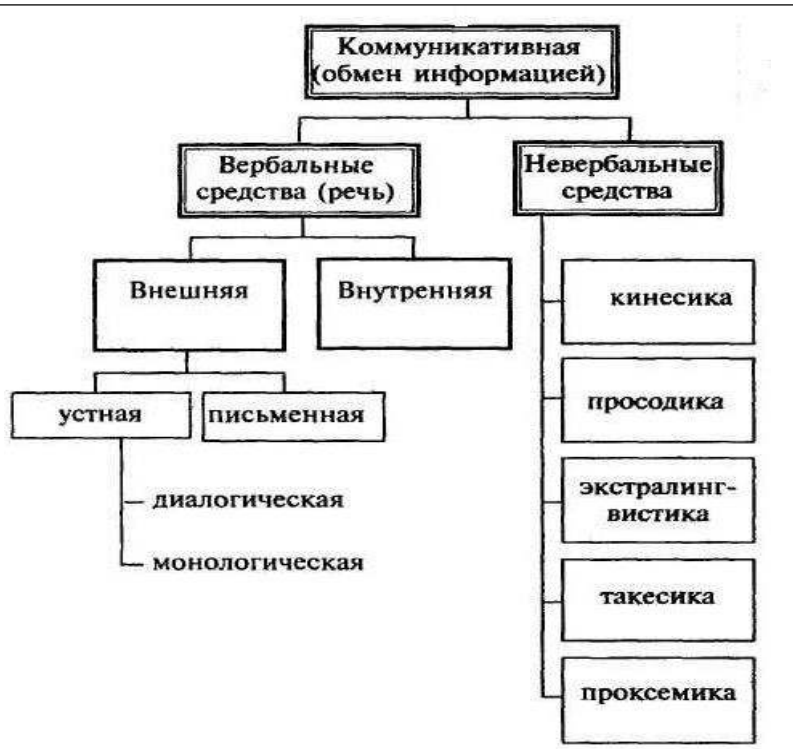 Коммуникативная
(обмен информацией)
Вербальные
средства (речь)
Невербальные
средства
Внешняя
Внутренняя
кинесика
устная
письменная
просодика
диалогическая
экстралинг-
вистика
монологическая
такесика
проксемика